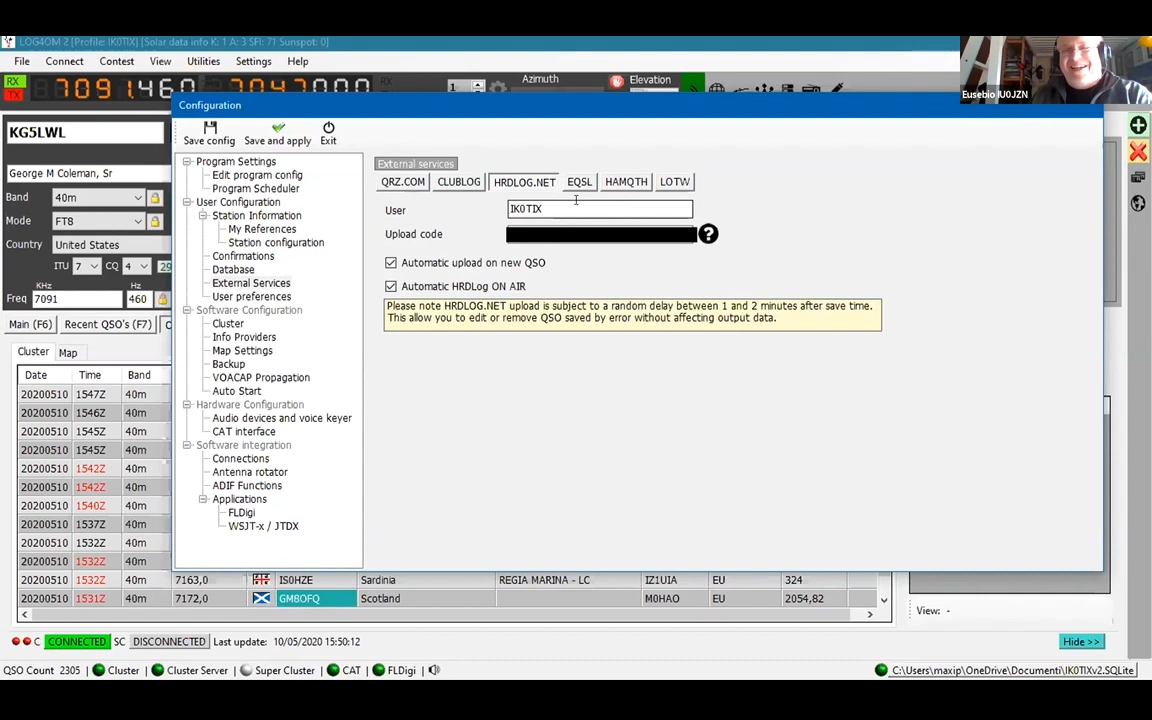 LOG4OM 2 [Profile: IK0TIX] [Solar data info K: 1 A: 3 SFI: 71 Sunspot: 0]
File Connect Contest View Utilities Settings Help
RX 7091.460 7047.000 RX 1 Azimuth Elevation
TX
Eusebio IU0JZN
Configuration
KG5LWL
Save config Save and apply Exit
George M Coleman, Sr
Band 40m
Mode FT8
Country United States
ITU 7 CQ 4 29
KHz Hz
Freq 7091 460
Main (F6) Recent QSO's (F7)
Program Settings
Edit program config
Program Scheduler
User Configuration
Station Information
My References
Station configuration
Confirmations
Database
External Services
User preferences
Software Configuration
Cluster
Info Providers
Map Settings
Backup
VOACAP Propagation
Auto Start
Hardware Configuration
Audio devices and voice keyer
CAT interface
Software integration
Connections
Antenna rotator
ADIF Functions
Applications
FLDigi
WSJT-x / JTDX
External services
QRZ.COM CLUBLOG HRDLOG.NET EQSL HAMQTH LOTW
User IK0TIX
Upload code ?
Automatic upload on new QSO
Automatic HRDLog ON AIR
Please note HRDLOG.NET upload is subject to a random delay between 1 and 2 minutes after save time.
This allow you to edit or remove QSO saved by error without affecting output data.
Cluster Map
Date Time Band
20200510 1547Z 40m
20200510 1546Z 40m
20200510 1545Z 40m
20200510 1545Z 40m
20200510 1542Z 40m
20200510 1542Z 40m
20200510 1540Z 40m
20200510 1537Z 40m
20200510 1532Z 40m
20200510 1532Z 40m
20200510 1532Z 40m 7163,0 IS0HZE Sardinia REGIA MARINA - LC IZ1UIA EU 324
20200510 1531Z 40m 7172,0 GM8OFQ Scotland M0HAO EU 2054,82
View: -
C CONNECTED SC DISCONNECTED Last update: 10/05/2020 15:50:12 Hide >>
QSO Count 2305 | Cluster | Cluster Server | Super Cluster | CAT | FLDigi | C:\Users\maxip\OneDrive\Documenti\IK0TIXv2.SQLite